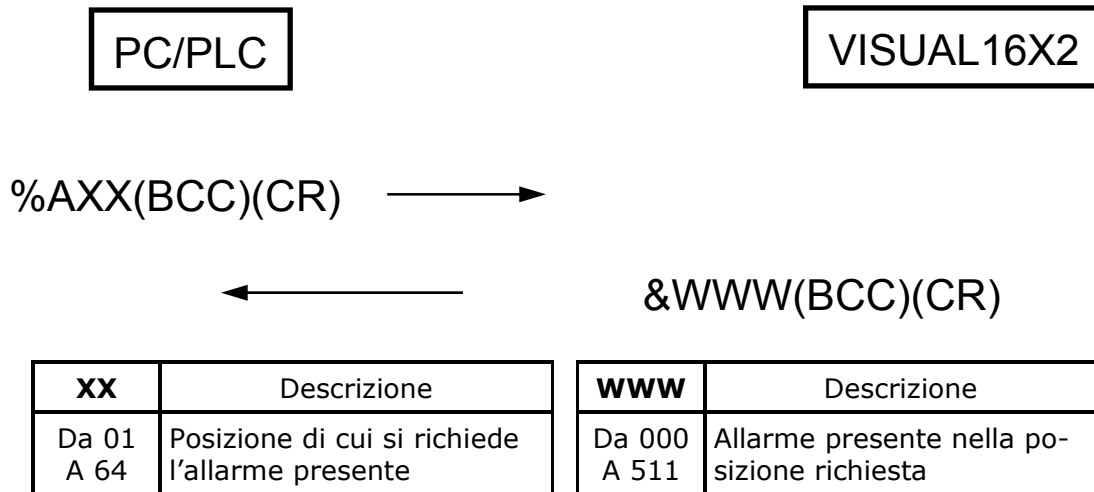 PC/PLC
VISUAL16X2
%AXX(BCC)(CR)
&WWW(BCC)(CR)
XX Descrizione
Da 01 Posizione di cui si richiede
A 64 l'allarme presente
WWW Descrizione
Da 000 Allarme presente nella po-
A 511 sizione richiesta